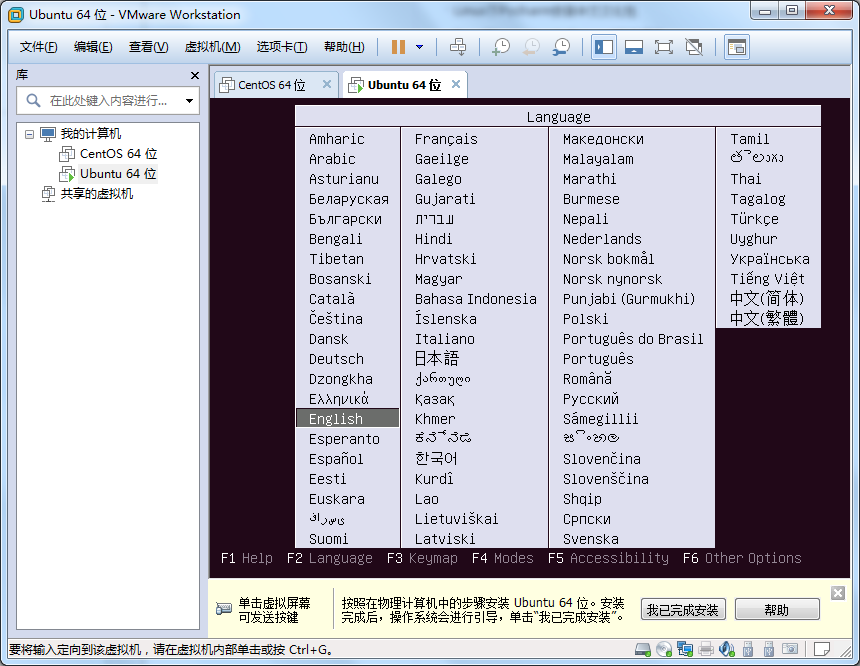 Ubuntu 64 位 - VMware Workstation
文件(F) 编辑(E) 查看(V) 虚拟机(M) 选项卡(T) 帮助(H)
库
在此处键入内容进行...
我的计算机
CentOS 64 位
Ubuntu 64 位
共享的虚拟机
CentOS 64 位 Ubuntu 64 位
Language
Amharic
Arabic
Asturianu
Беларуская
Български
Bengali
Tibetan
Bosanski
Català
Čeština
Dansk
Deutsch
Dzongkha
Ελληνικά
English
Esperanto
Español
Eesti
Euskara
فارسی
Suomi
Français
Gaeilge
Galego
Gujarati
עברית
Hindi
Hrvatski
Magyar
Bahasa Indonesia
Íslenska
Italiano
日本語
ქართული
Қазақ
Khmer
ಕನ್ನಡ
한국어
Kurdî
Lao
Lietuviškai
Latviski
Македонски
Malayalam
Marathi
Burmese
Nepali
Nederlands
Norsk bokmål
Norsk nynorsk
Punjabi (Gurmukhi)
Polski
Português do Brasil
Português
Română
Русский
Sámegillii
සිංහල
Slovenčina
Slovenščina
Shqip
Српски
Svenska
Tamil
తెలుగు
Thai
Tagalog
Türkçe
Uyghur
Українська
Tiếng Việt
中文(简体)
中文(繁體)
F1 Help F2 Language F3 Keymap F4 Modes F5 Accessibility F6 Other Options
单击虚拟屏幕
可发送按键
按照在物理计算机中的步骤安装 Ubuntu 64 位。安装
完成后，操作系统会进行引导，单击“我已完成安装”。
我已完成安装 帮助
要将输入定向到该虚拟机，请在虚拟机内部单击或按 Ctrl+G。